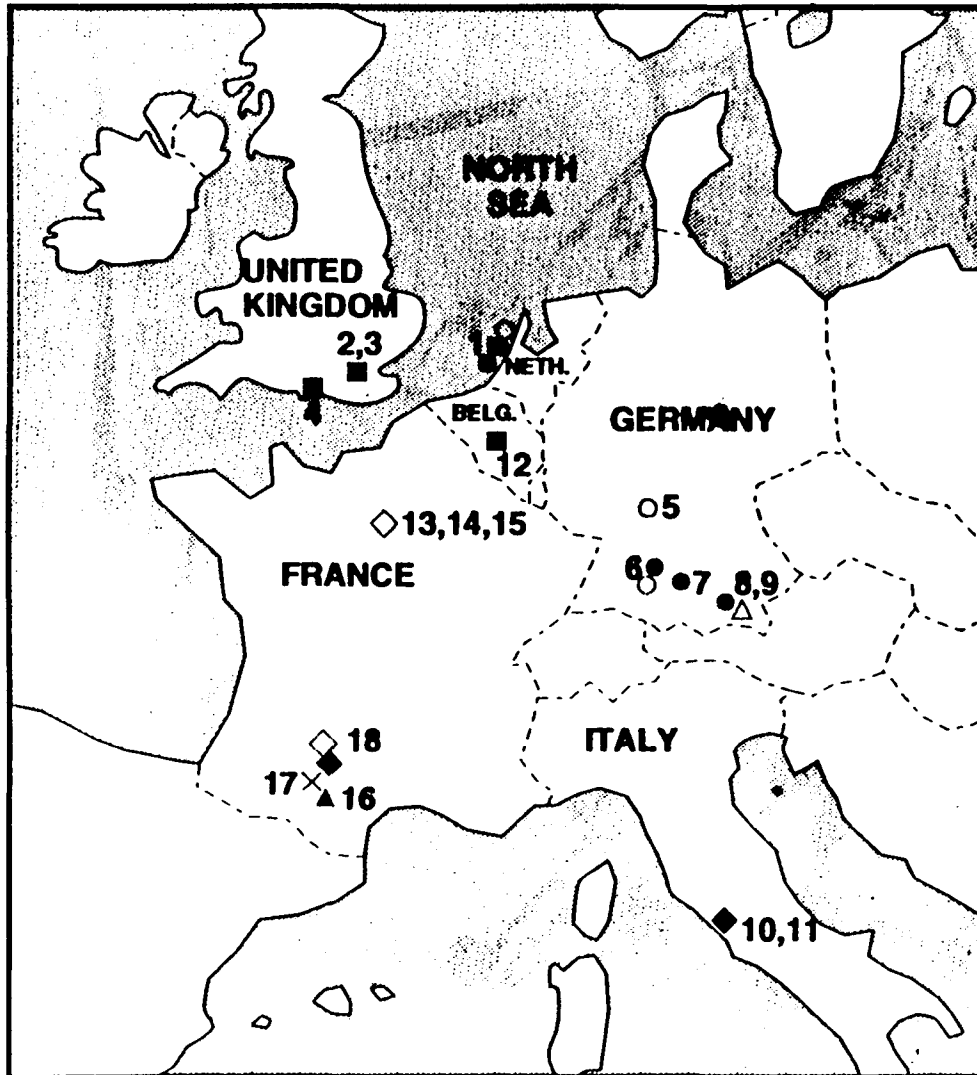 NORTH
SEA
UNITED
KINGDOM
2,3
1
NETH.
4
BELG.
GERMANY
12
5
13,14,15
FRANCE
6
7
8,9
18
ITALY
17
16
10,11